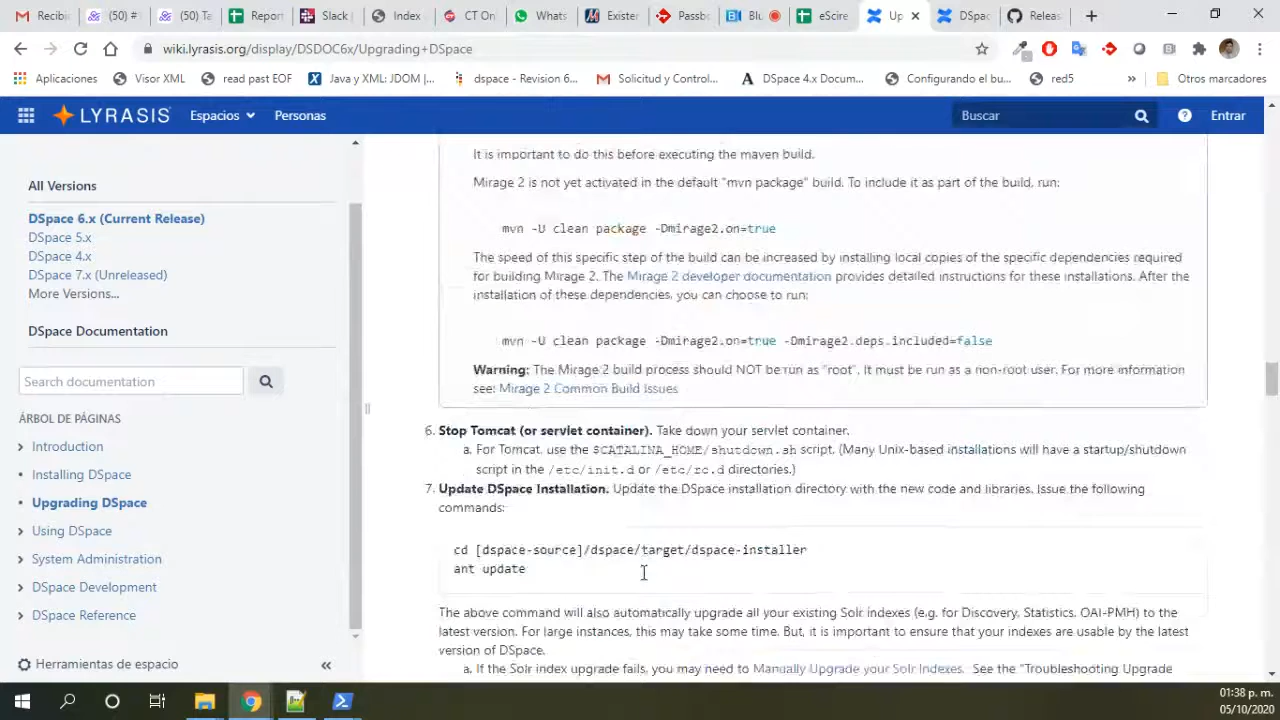 Recibi
(50) #
(50) Ta
Report
Slack
Index
CT On
Whats
Exister
Passb
Blu
eScire
Up
DSpac
Releas
wiki.lyrasis.org/display/DSDOC6x/Upgrading+DSpace
Aplicaciones
Visor XML
read past EOF
Java y XML: JDOM (...
dspace - Revision 6...
Solicitud y Control...
DSpace 4.x Docum...
Configurando el bu...
red5
»
Otros marcadores
LYRASIS
Espacios
Personas
Buscar
Entrar
All Versions
DSpace 6.x (Current Release)
DSpace 5.x
DSpace 4.x
DSpace 7.x (Unreleased)
More Versions...
DSpace Documentation
Search documentation
ÁRBOL DE PÁGINAS
Introduction
Installing DSpace
Upgrading DSpace
Using DSpace
System Administration
DSpace Development
DSpace Reference
Herramientas de espacio
It is important to do this before executing the maven build.
Mirage 2 is not yet activated in the default "mvn package" build. To include it as part of the build, run:
mvn -U clean package -Dmirage2.on=true
The speed of this specific step of the build can be increased by installing local copies of the specific dependencies required
for building Mirage 2. The Mirage 2 developer documentation provides detailed instructions for these installations. After the
installation of these dependencies, you can choose to run:
mvn -U clean package -Dmirage2.on=true -Dmirage2.deps.included=false
Warning: The Mirage 2 build process should NOT be run as "root". It must be run as a non-root user. For more information
see: Mirage 2 Common Build Issues
6. Stop Tomcat (or servlet container). Take down your servlet container.
a. For Tomcat, use the $CATALINA_HOME/shutdown.sh script. (Many Unix-based installations will have a startup/shutdown
script in the /etc/init.d or /etc/rc.d directories.)
7. Update DSpace Installation. Update the DSpace installation directory with the new code and libraries. Issue the following
commands:
cd [dspace-source]/dspace/target/dspace-installer
ant update
The above command will also automatically upgrade all your existing Solr indexes (e.g. for Discovery, Statistics, OAI-PMH) to the
latest version. For large instances, this may take some time. But, it is important to ensure that your indexes are usable by the latest
version of DSpace.
a. If the Solr index upgrade fails, you may need to Manually Upgrade your Solr Indexes. See the "Troubleshooting Upgrade
01:38 p. m.
05/10/2020